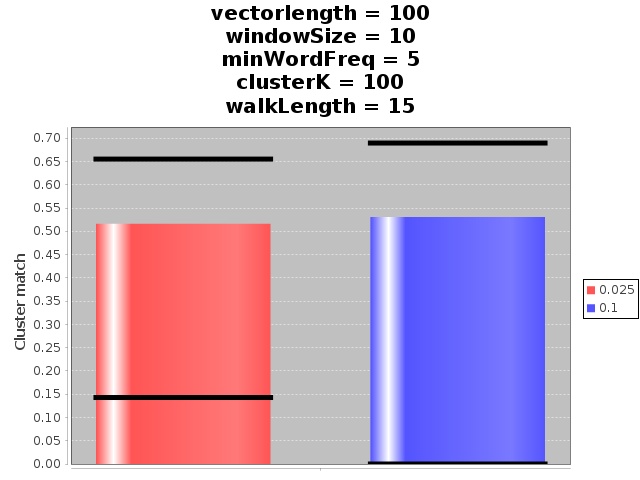 vectorlength = 100
windowSize = 10
minWordFreq = 5
clusterK = 100
walkLength = 15
0.70
0.65
0.60
0.55
0.50
0.45
0.40
0.35
0.30
0.25
0.20
0.15
0.10
0.05
0.00
Cluster match
0.025
0.1